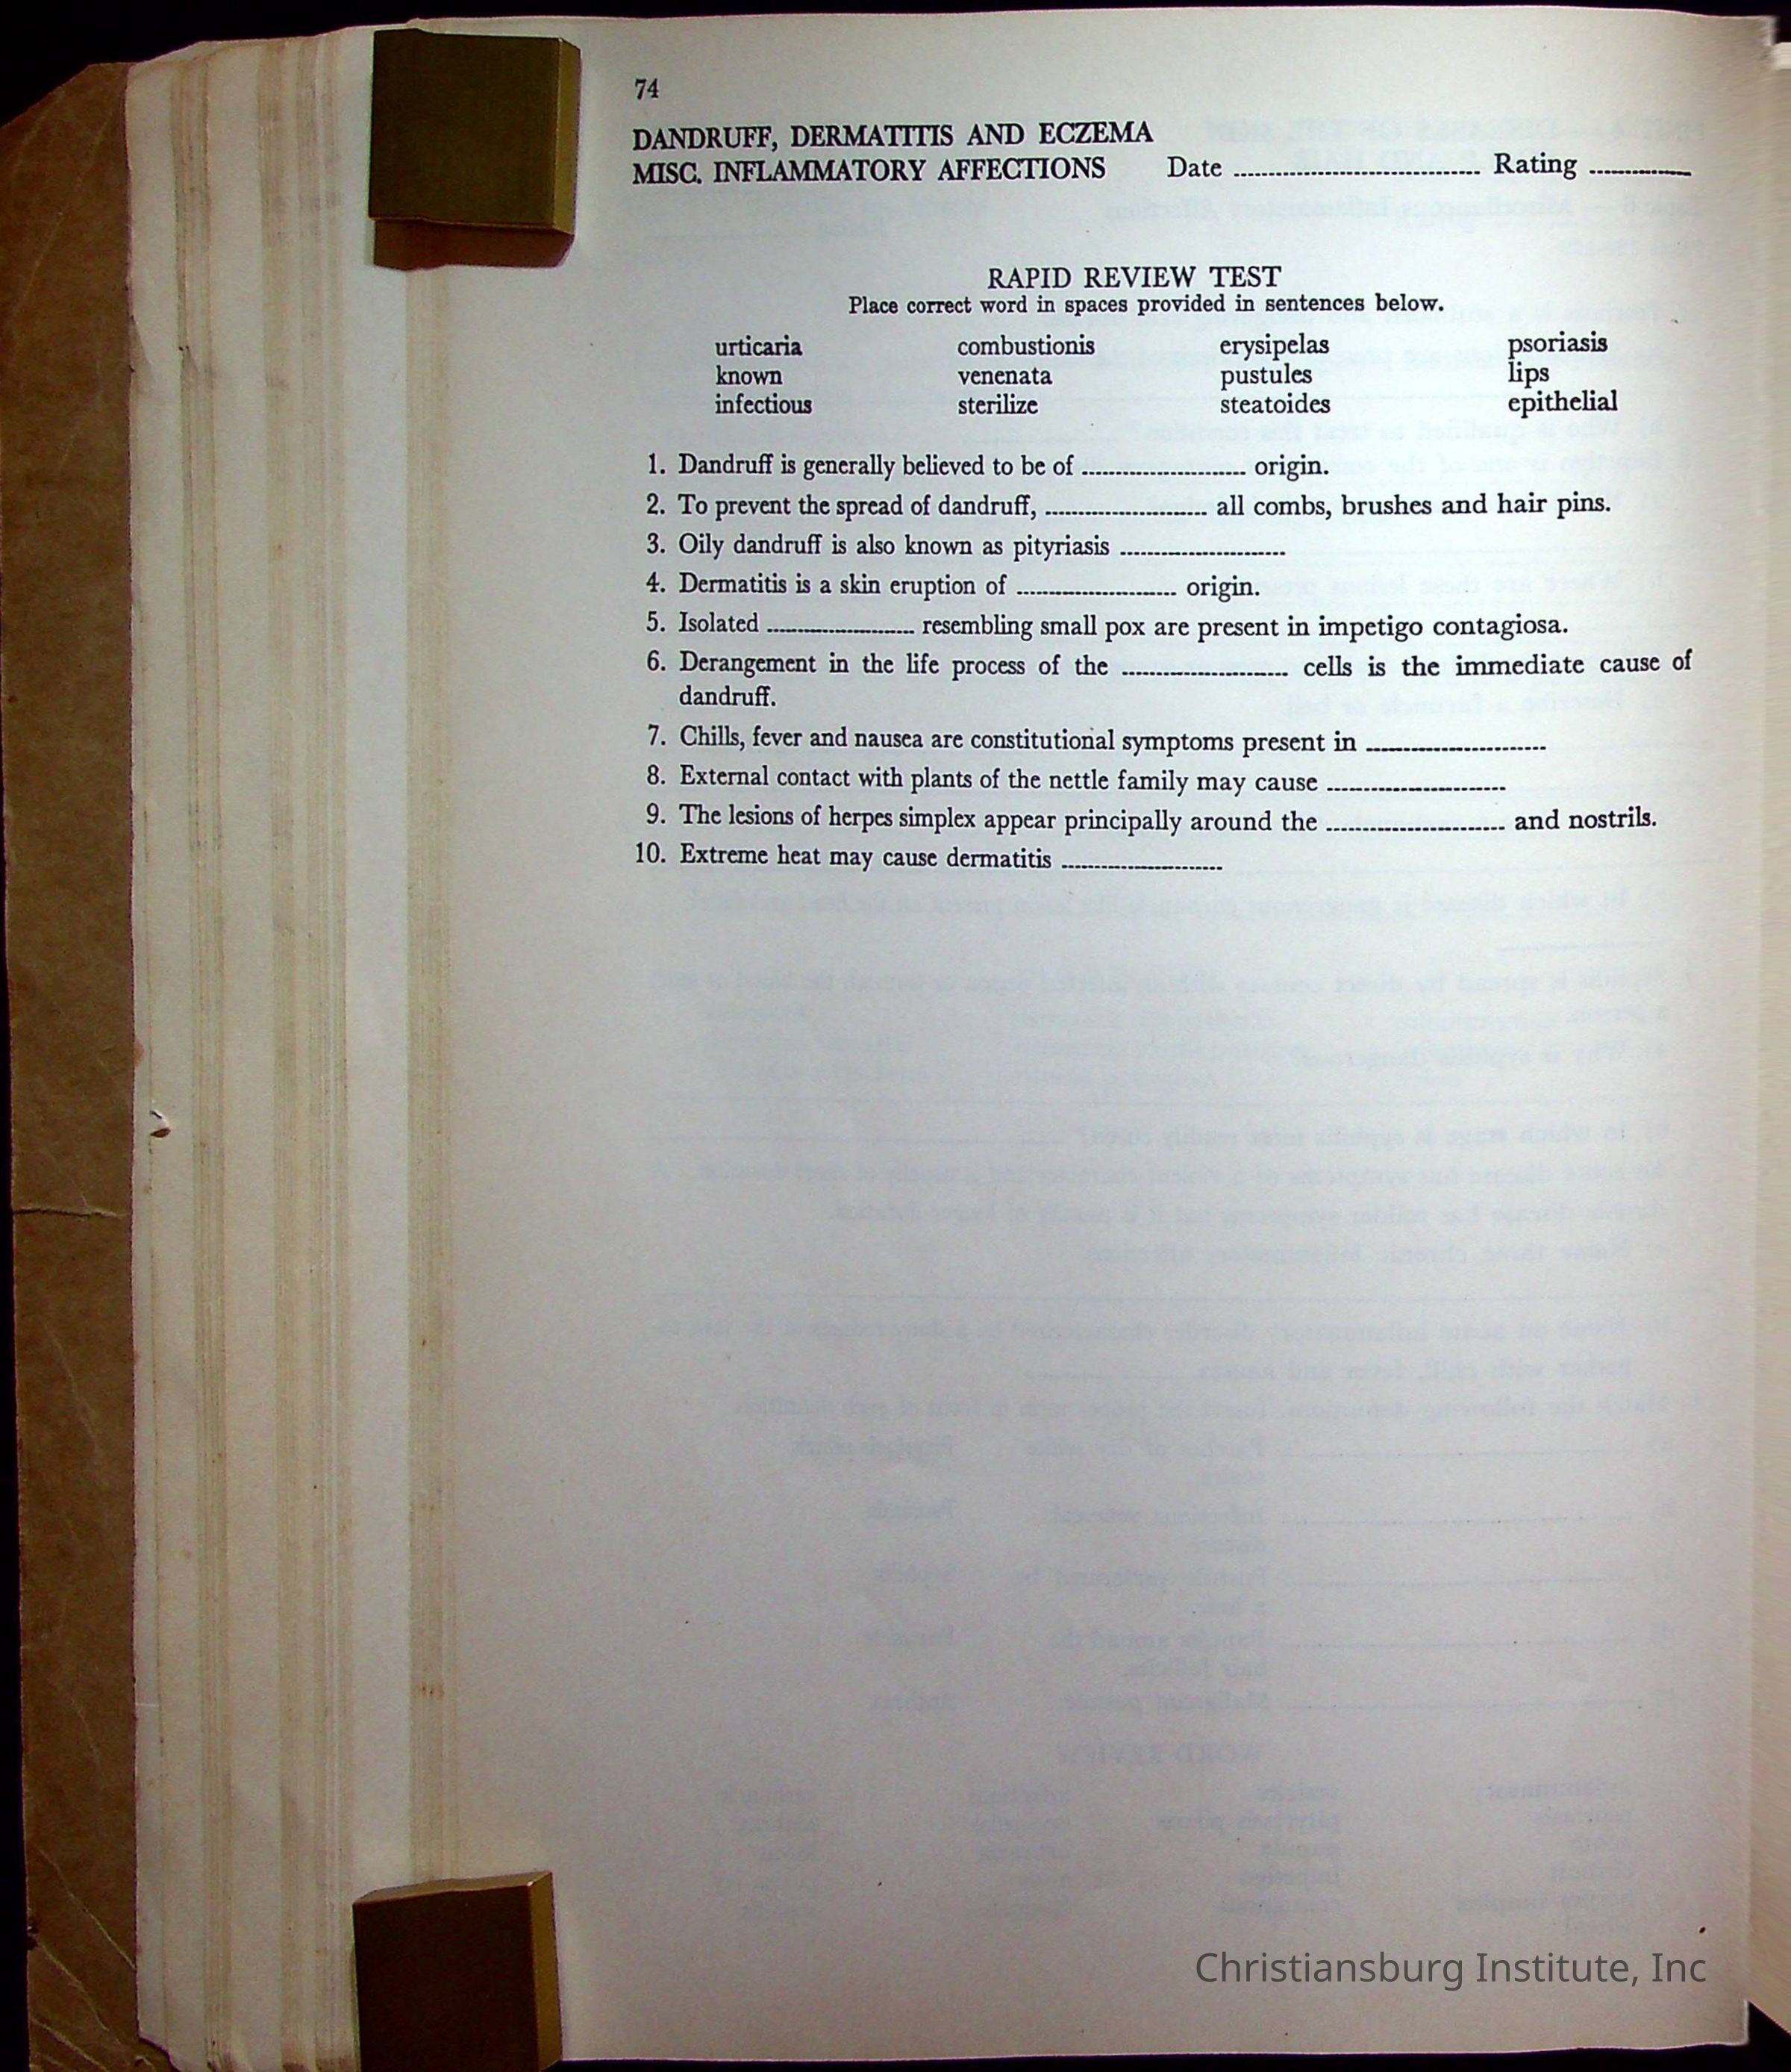 74
DANDRUFF, DERMATITIS AND ECZEMA
MISC. INFLAMMATORY AFFECTIONS Date ................................ Rating ..............
RAPID REVIEW TEST
Place correct word in spaces provided in sentences below.
urticaria combustionis erysipelas psoriasis
known venenata pustules lips
infectious sterilize steatoides epithelial
1. Dandruff is generally believed to be of ........................ origin.
2. To prevent the spread of dandruff, ........................ all combs, brushes and hair pins.
3. Oily dandruff is also known as pityriasis ........................
4. Dermatitis is a skin eruption of ........................ origin.
5. Isolated ........................ resembling small pox are present in impetigo contagiosa.
6. Derangement in the life process of the ........................ cells is the immediate cause of
dandruff.
7. Chills, fever and nausea are constitutional symptoms present in ........................
8. External contact with plants of the nettle family may cause ........................
9. The lesions of herpes simplex appear principally around the ........................ and nostrils.
10. Extreme heat may cause dermatitis ........................
Christiansburg Institute, Inc